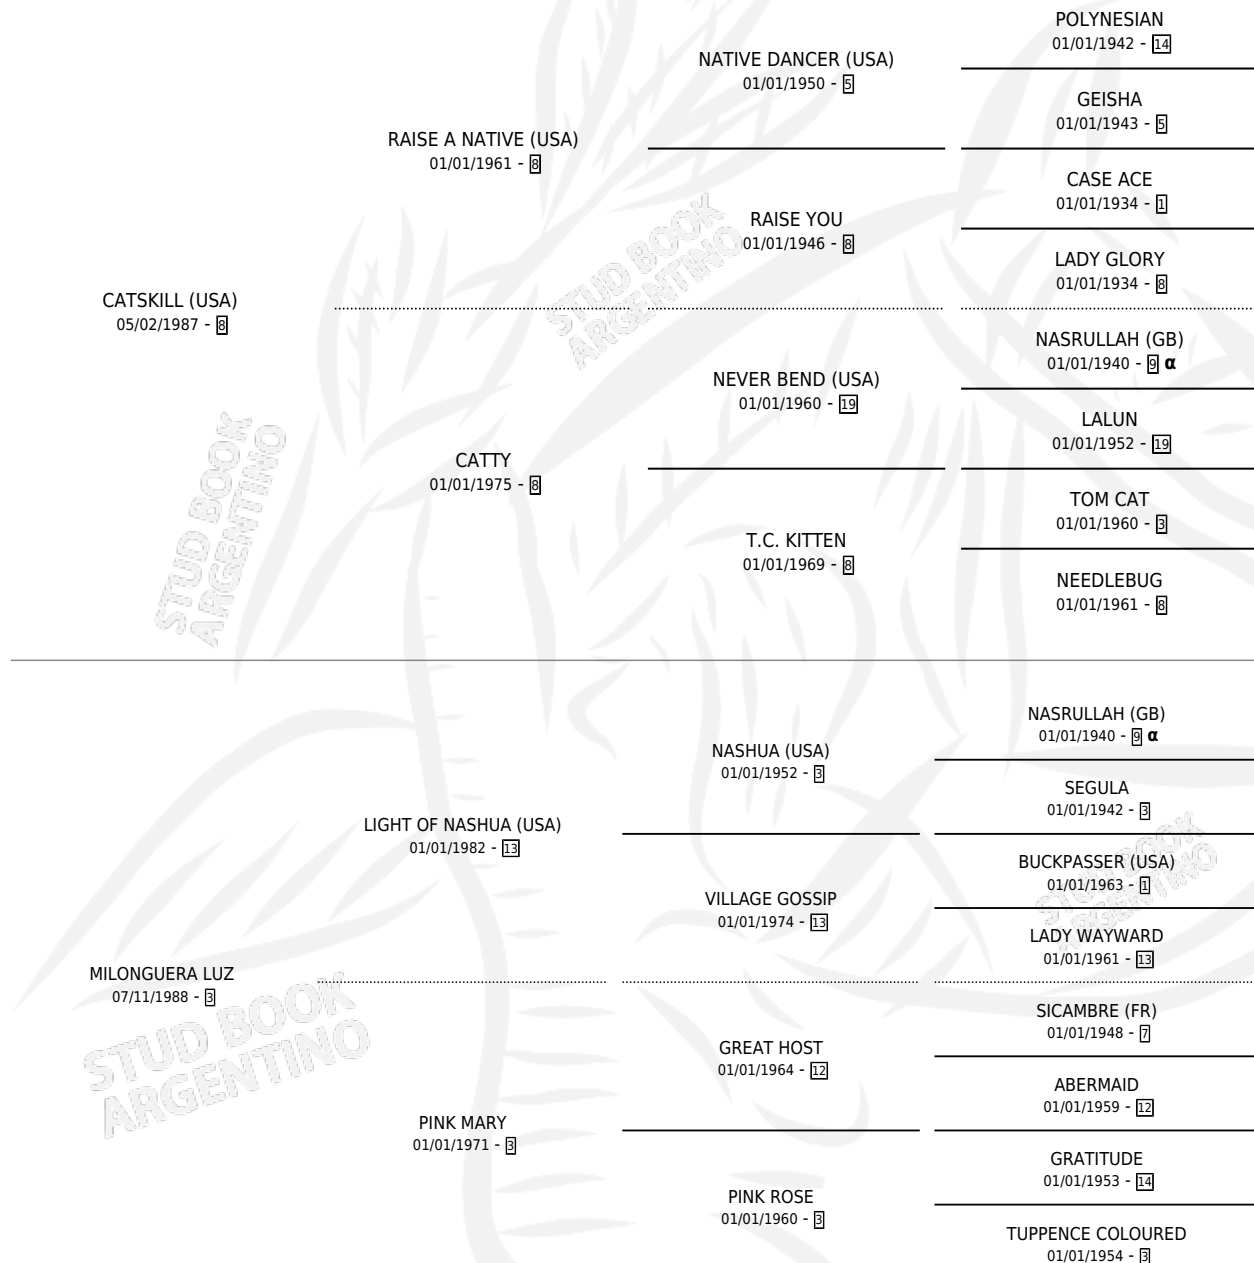 POLYNESIAN
01/01/1942 - 14
NATIVE DANCER (USA)
01/01/1950 - 5
GEISHA
01/01/1943 - 5
RAISE A NATIVE (USA)
01/01/1961 - 8
CASE ACE
01/01/1934 - 1
RAISE YOU
01/01/1946 - 8
LADY GLORY
01/01/1934 - 8
CATSKILL (USA)
05/02/1987 - 8
NASRULLAH (GB)
01/01/1940 - 9 α
NEVER BEND (USA)
01/01/1960 - 19
LALUN
01/01/1952 - 19
CATTY
01/01/1975 - 8
TOM CAT
01/01/1960 - 3
T.C. KITTEN
01/01/1969 - 8
NEEDLEBUG
01/01/1961 - 8
NASRULLAH (GB)
01/01/1940 - 9 α
NASHUA (USA)
01/01/1952 - 3
SEGULA
01/01/1942 - 3
LIGHT OF NASHUA (USA)
01/01/1982 - 13
BUCKPASSER (USA)
01/01/1963 - 1
VILLAGE GOSSIP
01/01/1974 - 13
LADY WAYWARD
01/01/1961 - 13
MILONGUERA LUZ
07/11/1988 - 3
SICAMBRE (FR)
01/01/1948 - 7
GREAT HOST
01/01/1964 - 12
ABERMAID
01/01/1959 - 12
PINK MARY
01/01/1971 - 3
GRATITUDE
01/01/1953 - 14
PINK ROSE
01/01/1960 - 3
TUPPENCE COLOURED
01/01/1954 - 3
STUD BOOK
ARGENTINO
STUD BOOK
ARGENTINO
STUD BOOK
ARGENTINO
STUD BOOK
ARGENTINO